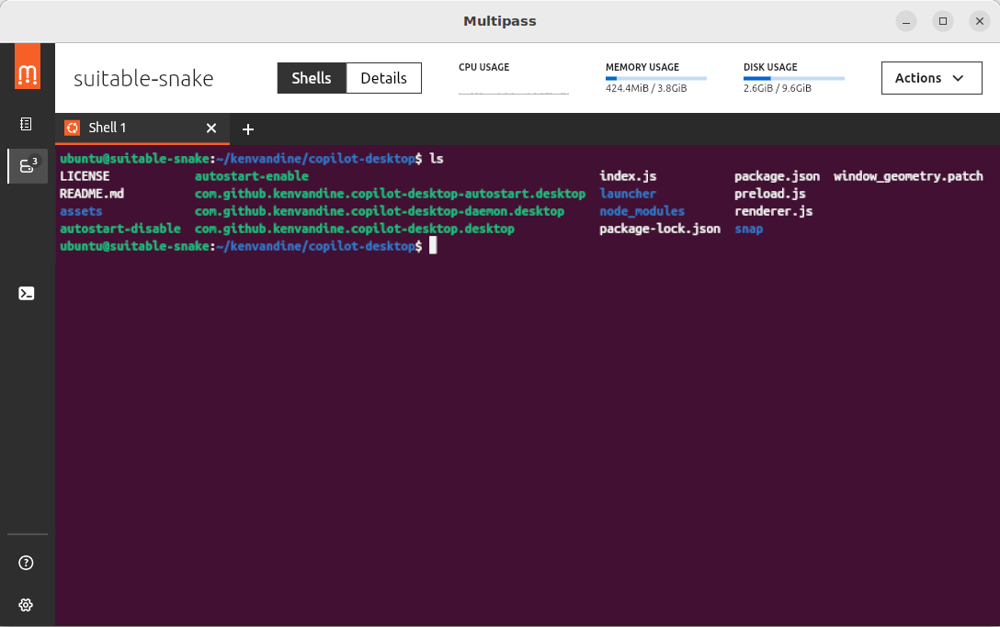 Multipass
suitable-snake
Shells
Details
CPU USAGE
MEMORY USAGE
424.4MiB / 3.8GiB
DISK USAGE
2.6GiB / 9.6GiB
Actions
3
Shell 1
ubuntu@suitable-snake:~/kenvandine/copilot-desktop$ ls
LICENSE autostart-enable index.js package.json window_geometry.patch
README.md com.github.kenvandine.copilot-desktop-autostart.desktop launcher preload.js
assets com.github.kenvandine.copilot-desktop-daemon.desktop node_modules renderer.js
autostart-disable com.github.kenvandine.copilot-desktop.desktop package-lock.json snap
ubuntu@suitable-snake:~/kenvandine/copilot-desktop$